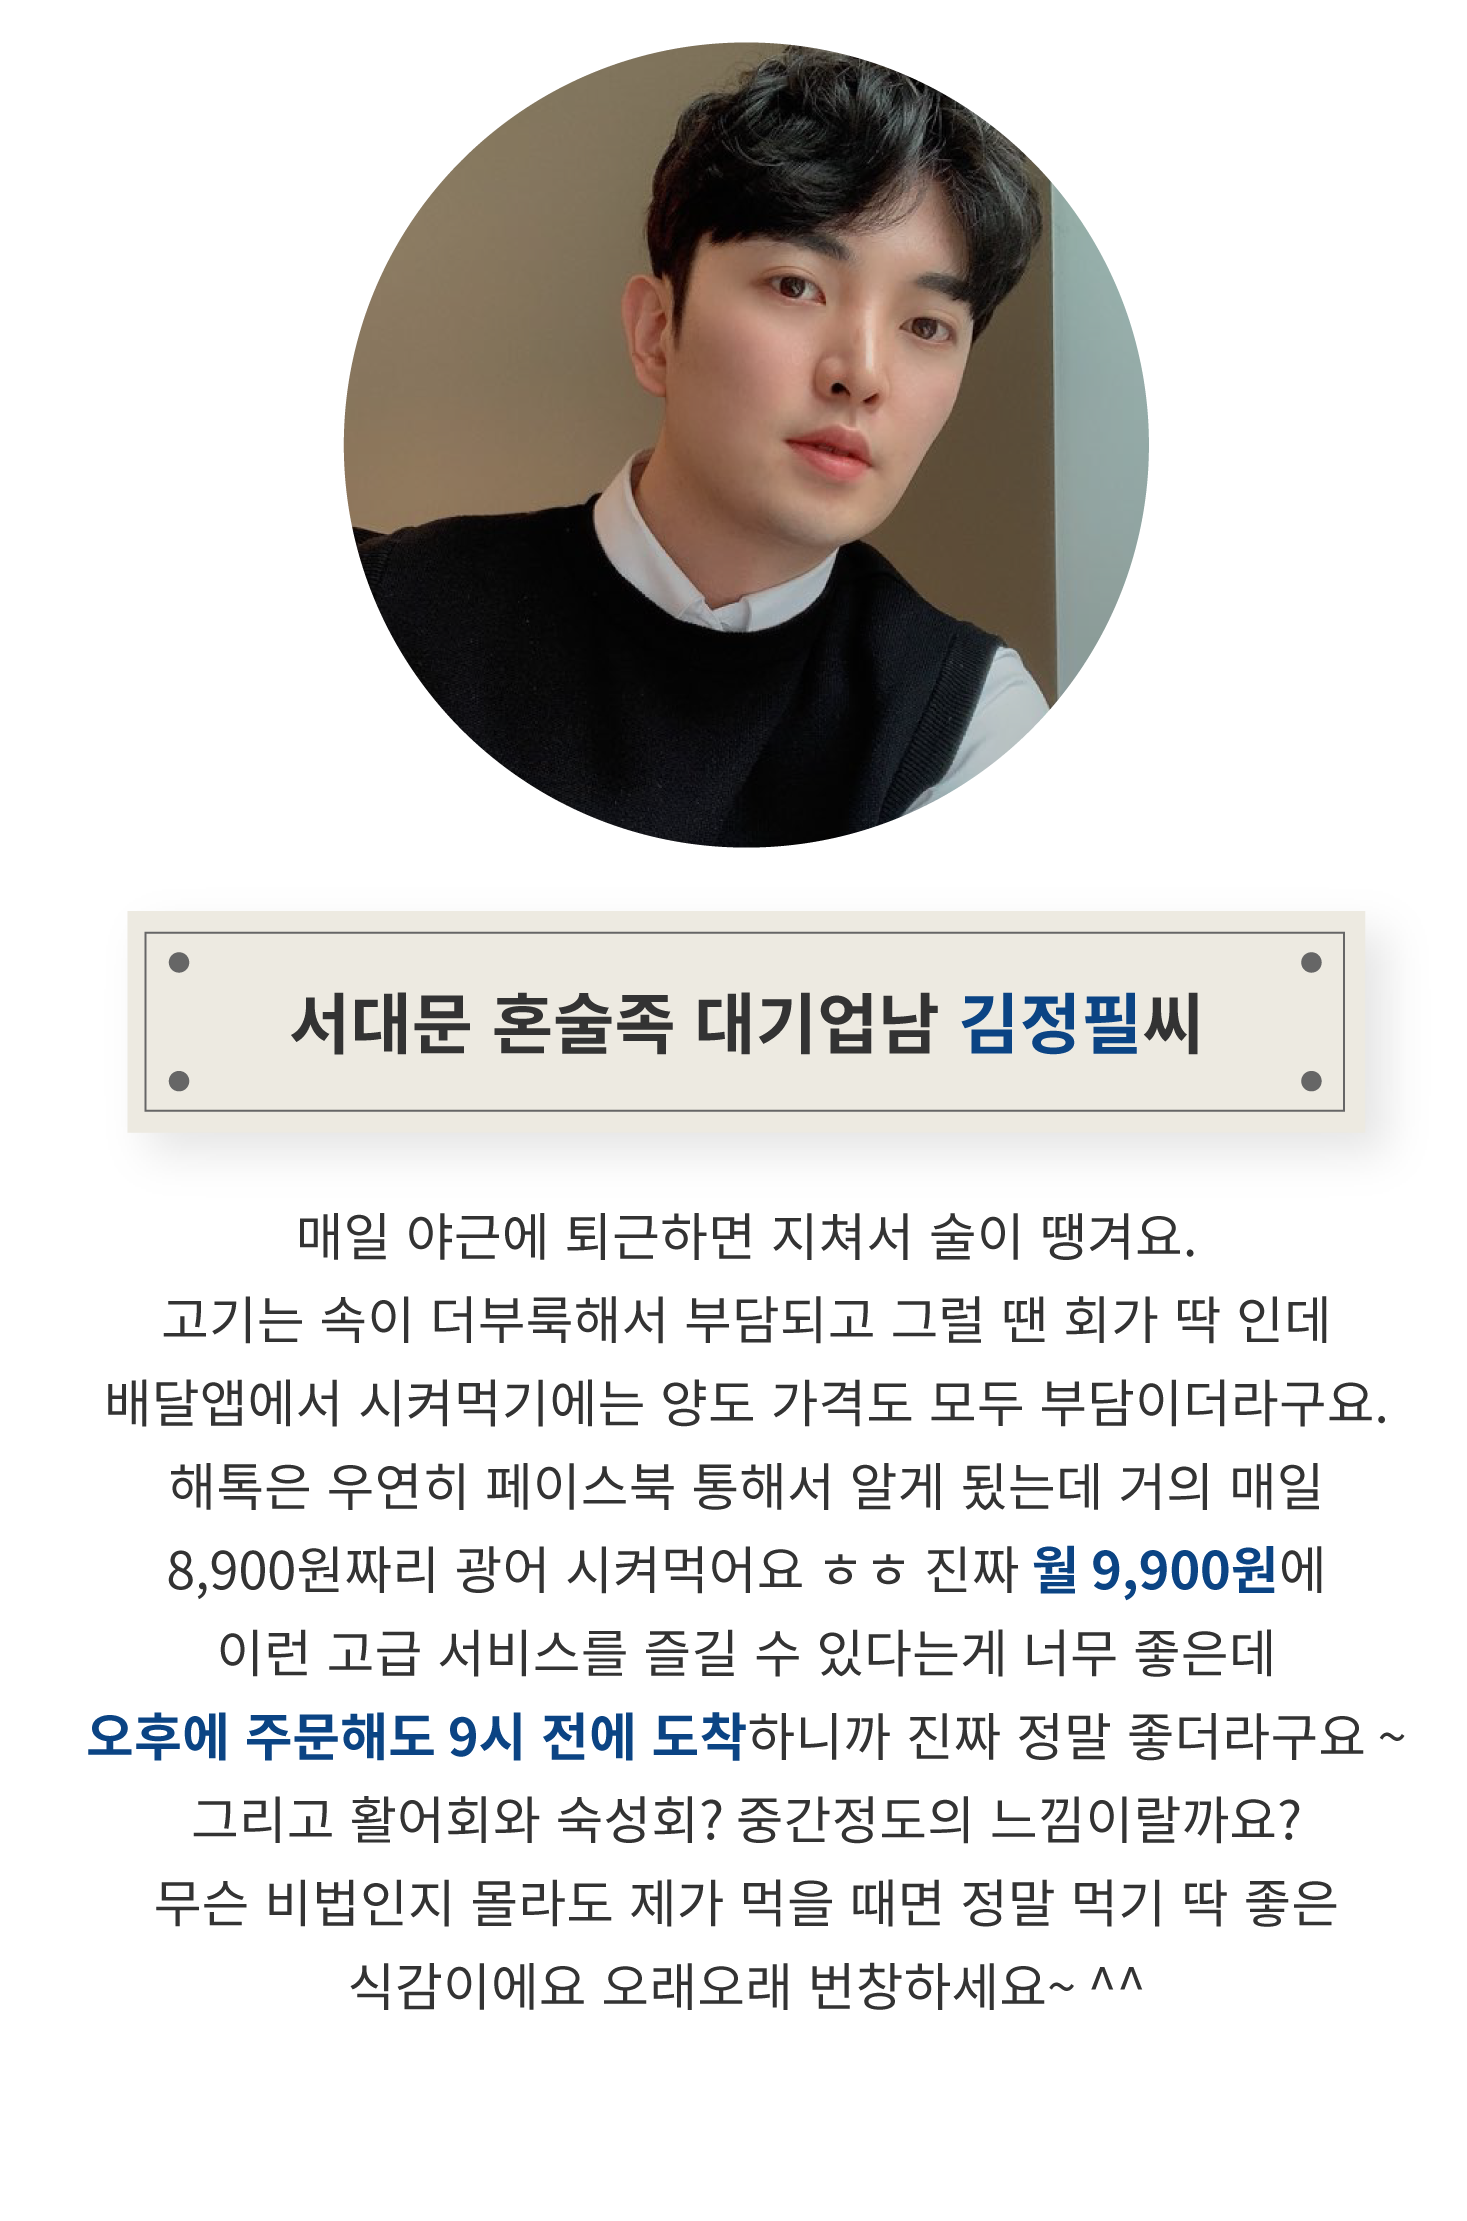 서대문 혼술족 대기업남 김정필씨
매일 야근에 퇴근하면 지쳐서 술이 땡겨요.
고기는 속이 더부룩해서 부담되고 그럴 땐 회가 딱 인데
배달앱에서 시켜먹기에는 양도 가격도 모두 부담이더라구요.
해톡은 우연히 페이스북 통해서 알게 됬는데 거의 매일
8,900원짜리 광어 시켜먹어요 ㅎㅎ 진짜 월 9,900원에
이런 고급 서비스를 즐길 수 있다는게 너무 좋은데
오후에 주문해도 9시 전에 도착하니까 진짜 정말 좋더라구요 ~
그리고 활어회와 숙성회? 중간정도의 느낌이랄까요?
무슨 비법인지 몰라도 제가 먹을 때면 정말 먹기 딱 좋은
식감이에요 오래오래 번창하세요~ ^^